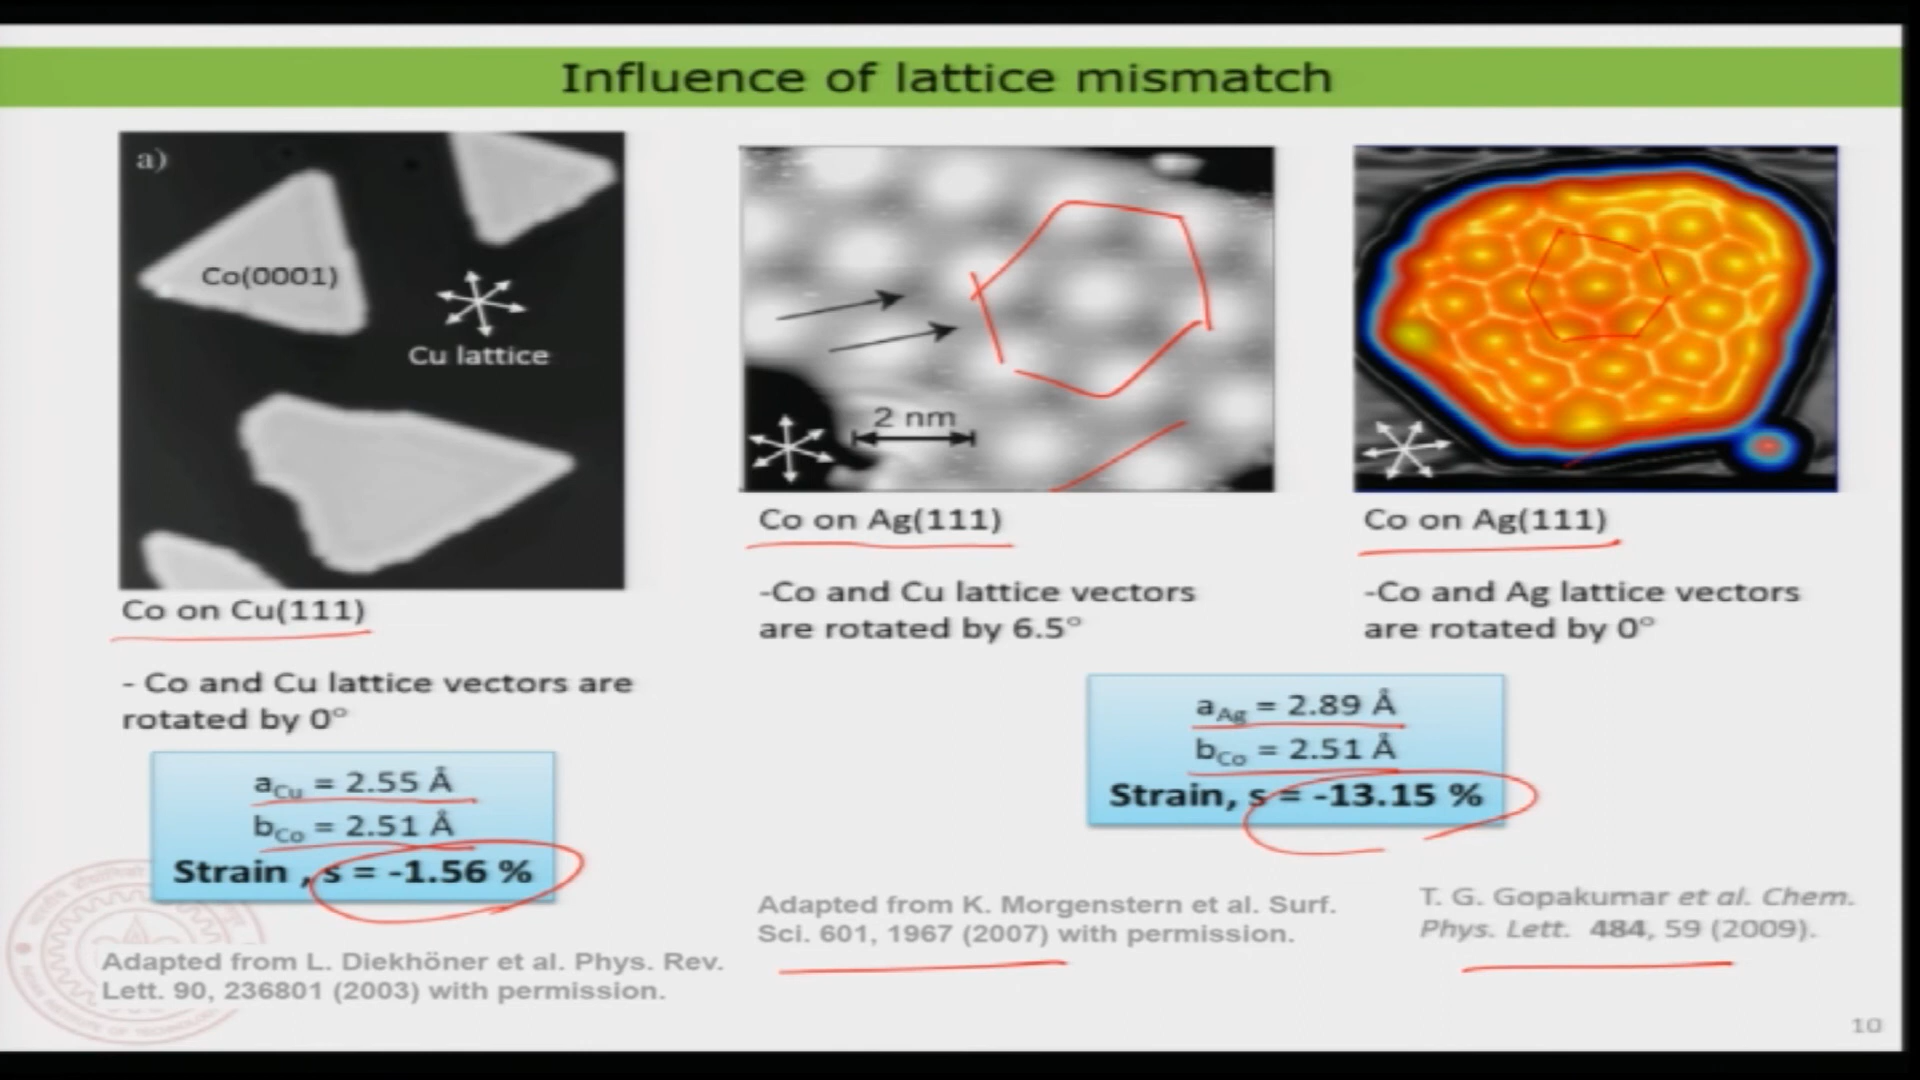 Influence of lattice mismatch
a)
Co(0001)
Cu lattice
Co on Cu(111)
- Co and Cu lattice vectors are
rotated by 0°
aCu = 2.55 Å
bCo = 2.51 Å
Strain , s = -1.56 %
Adapted from L. Diekhöner et al. Phys. Rev.
Lett. 90, 236801 (2003) with permission.
2 nm
Co on Ag(111)
-Co and Cu lattice vectors
are rotated by 6.5°
Co on Ag(111)
-Co and Ag lattice vectors
are rotated by 0°
aAg = 2.89 Å
bCo = 2.51 Å
Strain, s = -13.15 %
Adapted from K. Morgenstern et al. Surf.
Sci. 601, 1967 (2007) with permission.
T. G. Gopakumar et al. Chem.
Phys. Lett. 484, 59 (2009).
10